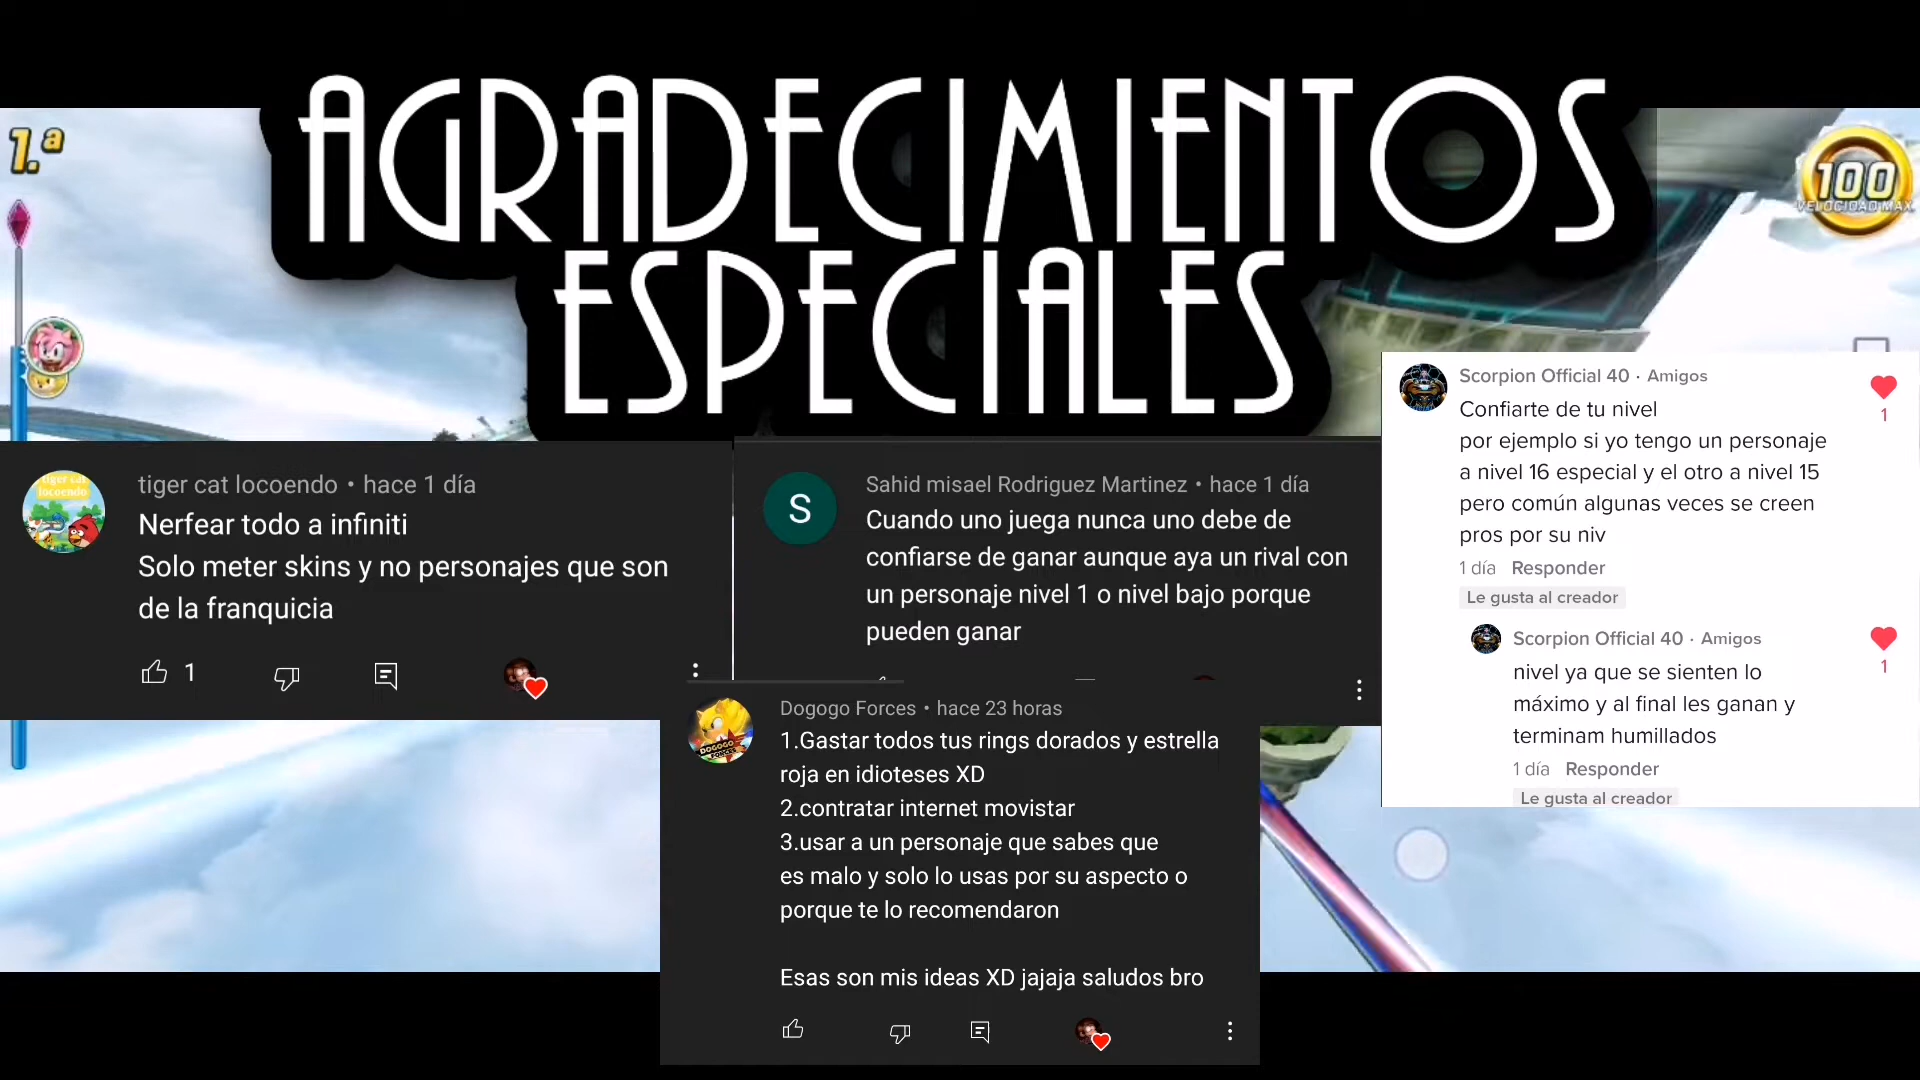 AGRADECIMIENTOS
ESPECIALES
1.ª
100
VELOCIDAD MAX
tiger cat locoendo • hace 1 día
tiger cat
locoendo
Nerfear todo a infiniti
Solo meter skins y no personajes que son
de la franquicia
1
S
Sahid misael Rodriguez Martinez • hace 1 día
Cuando uno juega nunca uno debe de
confiarse de ganar aunque aya un rival con
un personaje nivel 1 o nivel bajo porque
pueden ganar
Scorpion Official 40 · Amigos
Confiarte de tu nivel
por ejemplo si yo tengo un personaje
a nivel 16 especial y el otro a nivel 15
pero común algunas veces se creen
pros por su niv
1
1 día Responder
Le gusta al creador
Scorpion Official 40 · Amigos
nivel ya que se sienten lo
máximo y al final les ganan y
terminam humillados
1
1 día Responder
Le gusta al creador
Dogogo Forces • hace 23 horas
DOGOGO
FORCES
1.Gastar todos tus rings dorados y estrella
roja en idioteses XD
2.contratar internet movistar
3.usar a un personaje que sabes que
es malo y solo lo usas por su aspecto o
porque te lo recomendaron
Esas son mis ideas XD jajaja saludos bro